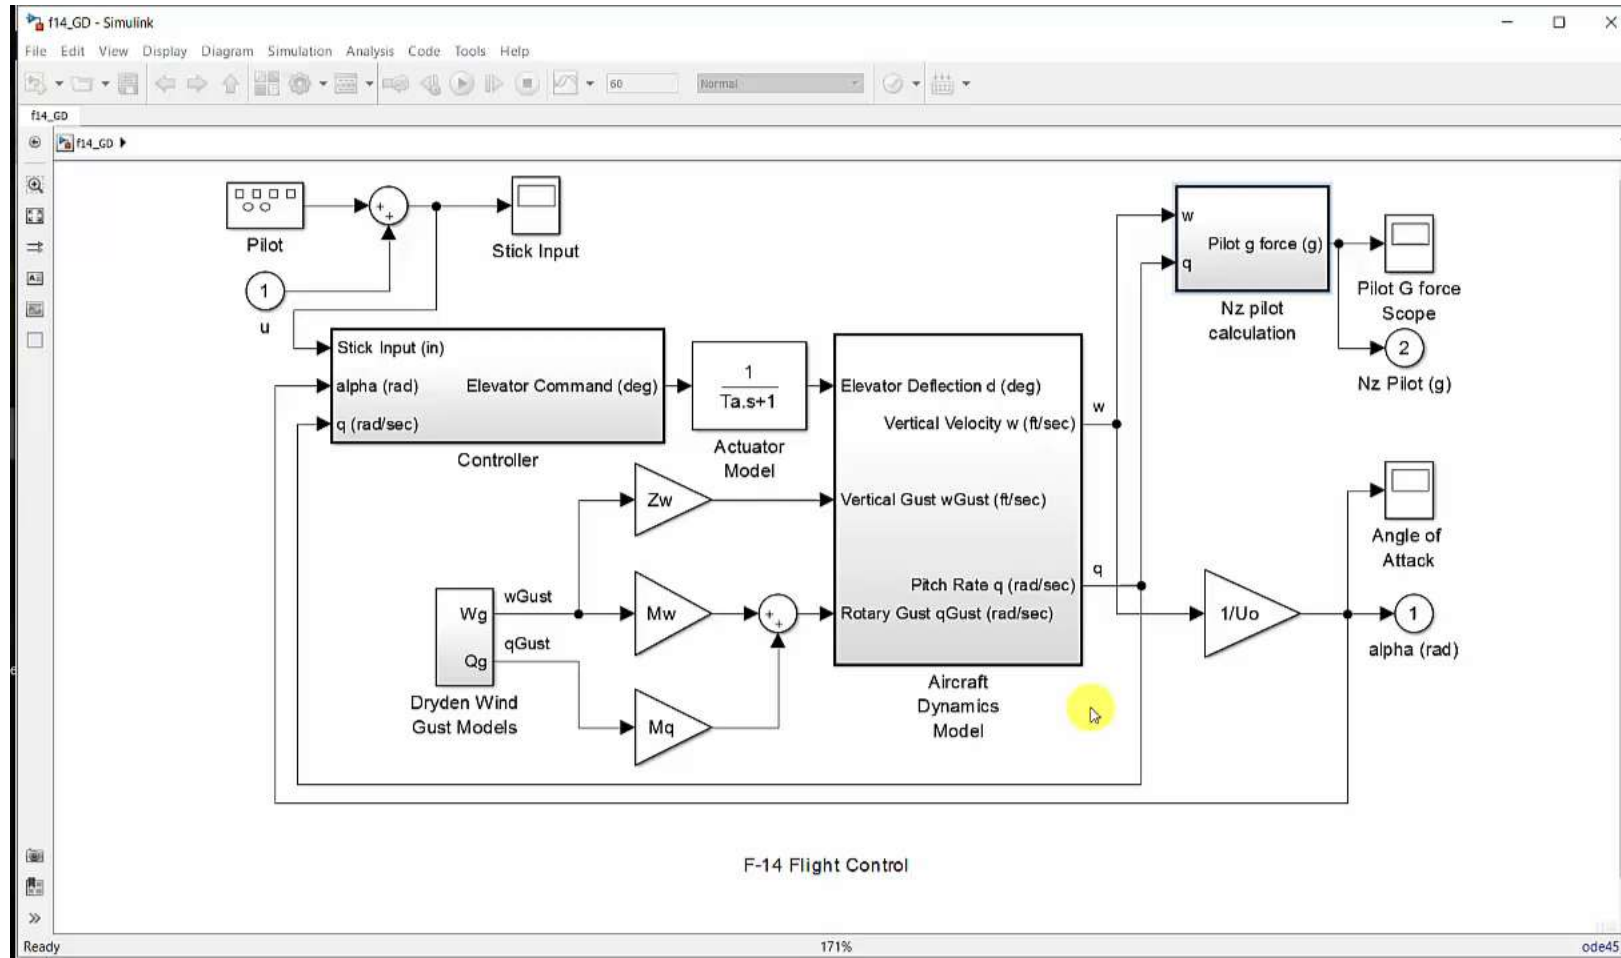 f14_GD - Simulink
File Edit View Display Diagram Simulation Analysis Code Tools Help
60
Normal
f14_GD
f14_GD
Pilot
+
+
Stick Input
1
u
Stick Input (in)
alpha (rad)
q (rad/sec)
Elevator Command (deg)
Controller
1
Ta.s+1
Actuator
Model
Elevator Deflection d (deg)
Vertical Velocity w (ft/sec)
Vertical Gust wGust (ft/sec)
Pitch Rate q (rad/sec)
Rotary Gust qGust (rad/sec)
Aircraft
Dynamics
Model
w
q
w
q
Pilot g force (g)
Nz pilot
calculation
Pilot G force
Scope
2
Nz Pilot (g)
Angle of
Attack
1/Uo
1
alpha (rad)
Zw
Mw
Mq
+
+
Wg
Qg
wGust
qGust
Dryden Wind
Gust Models
F-14 Flight Control
Ready
171%
ode45